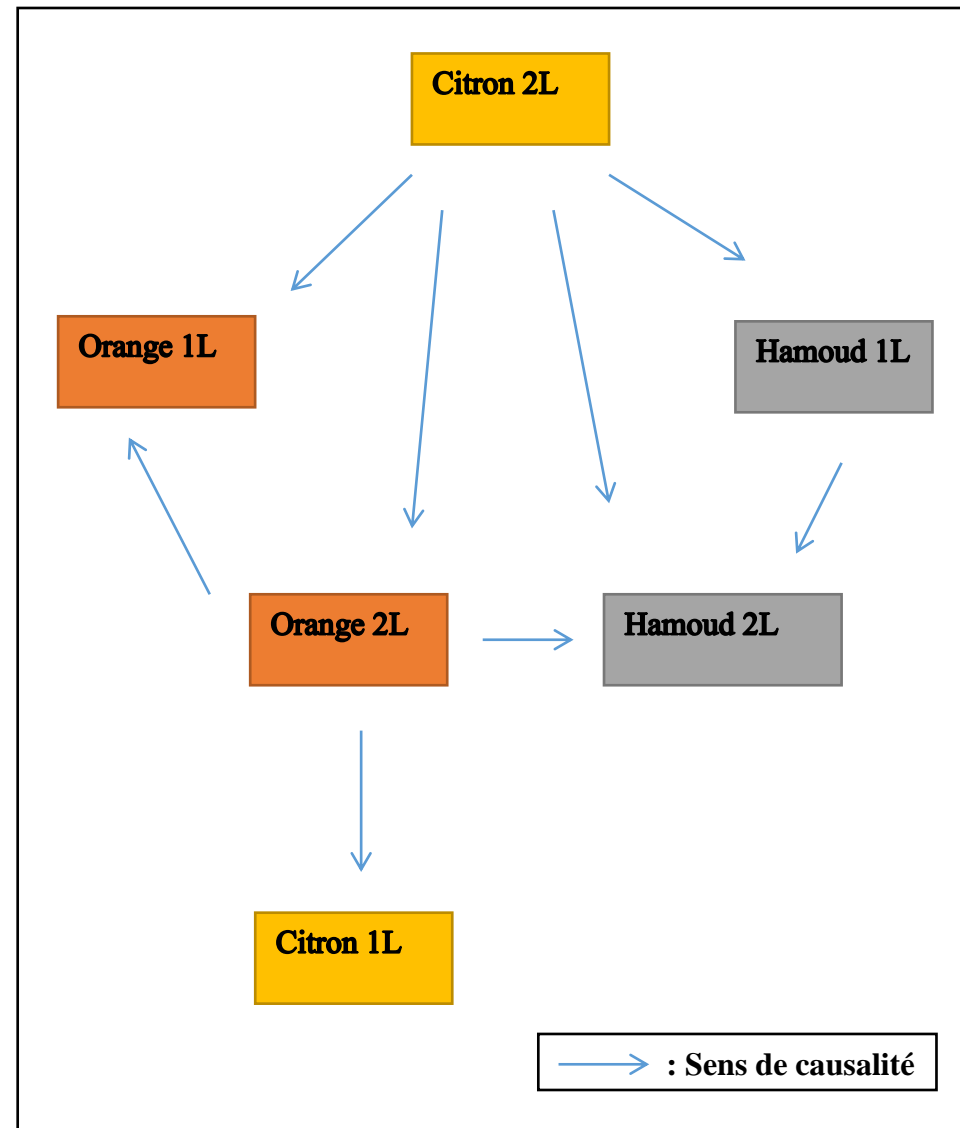 Citron 2L
Orange 1L
Hamoud 1L
Orange 2L
Hamoud 2L
Citron 1L
: Sens de causalité